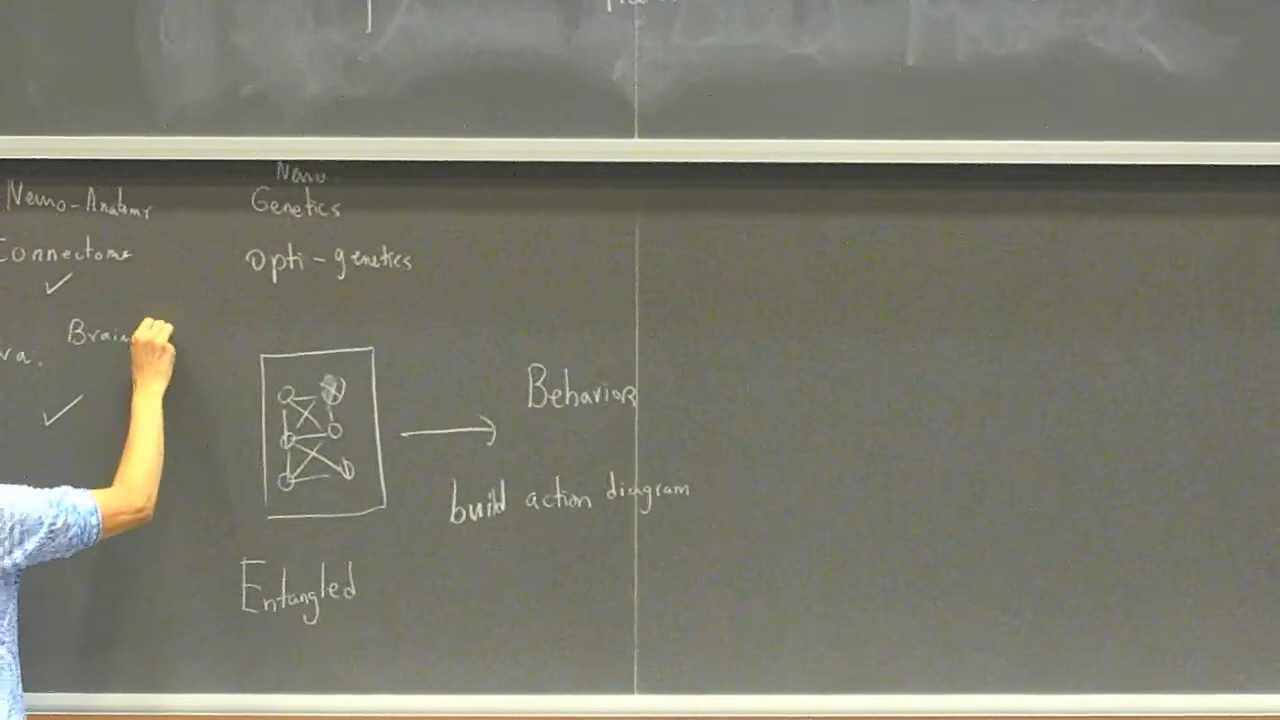 Neuro-Anatomy
Connectome
Brain
Neuro
Genetics
Opti-genetics
Behavior
build action diagram
Entangled